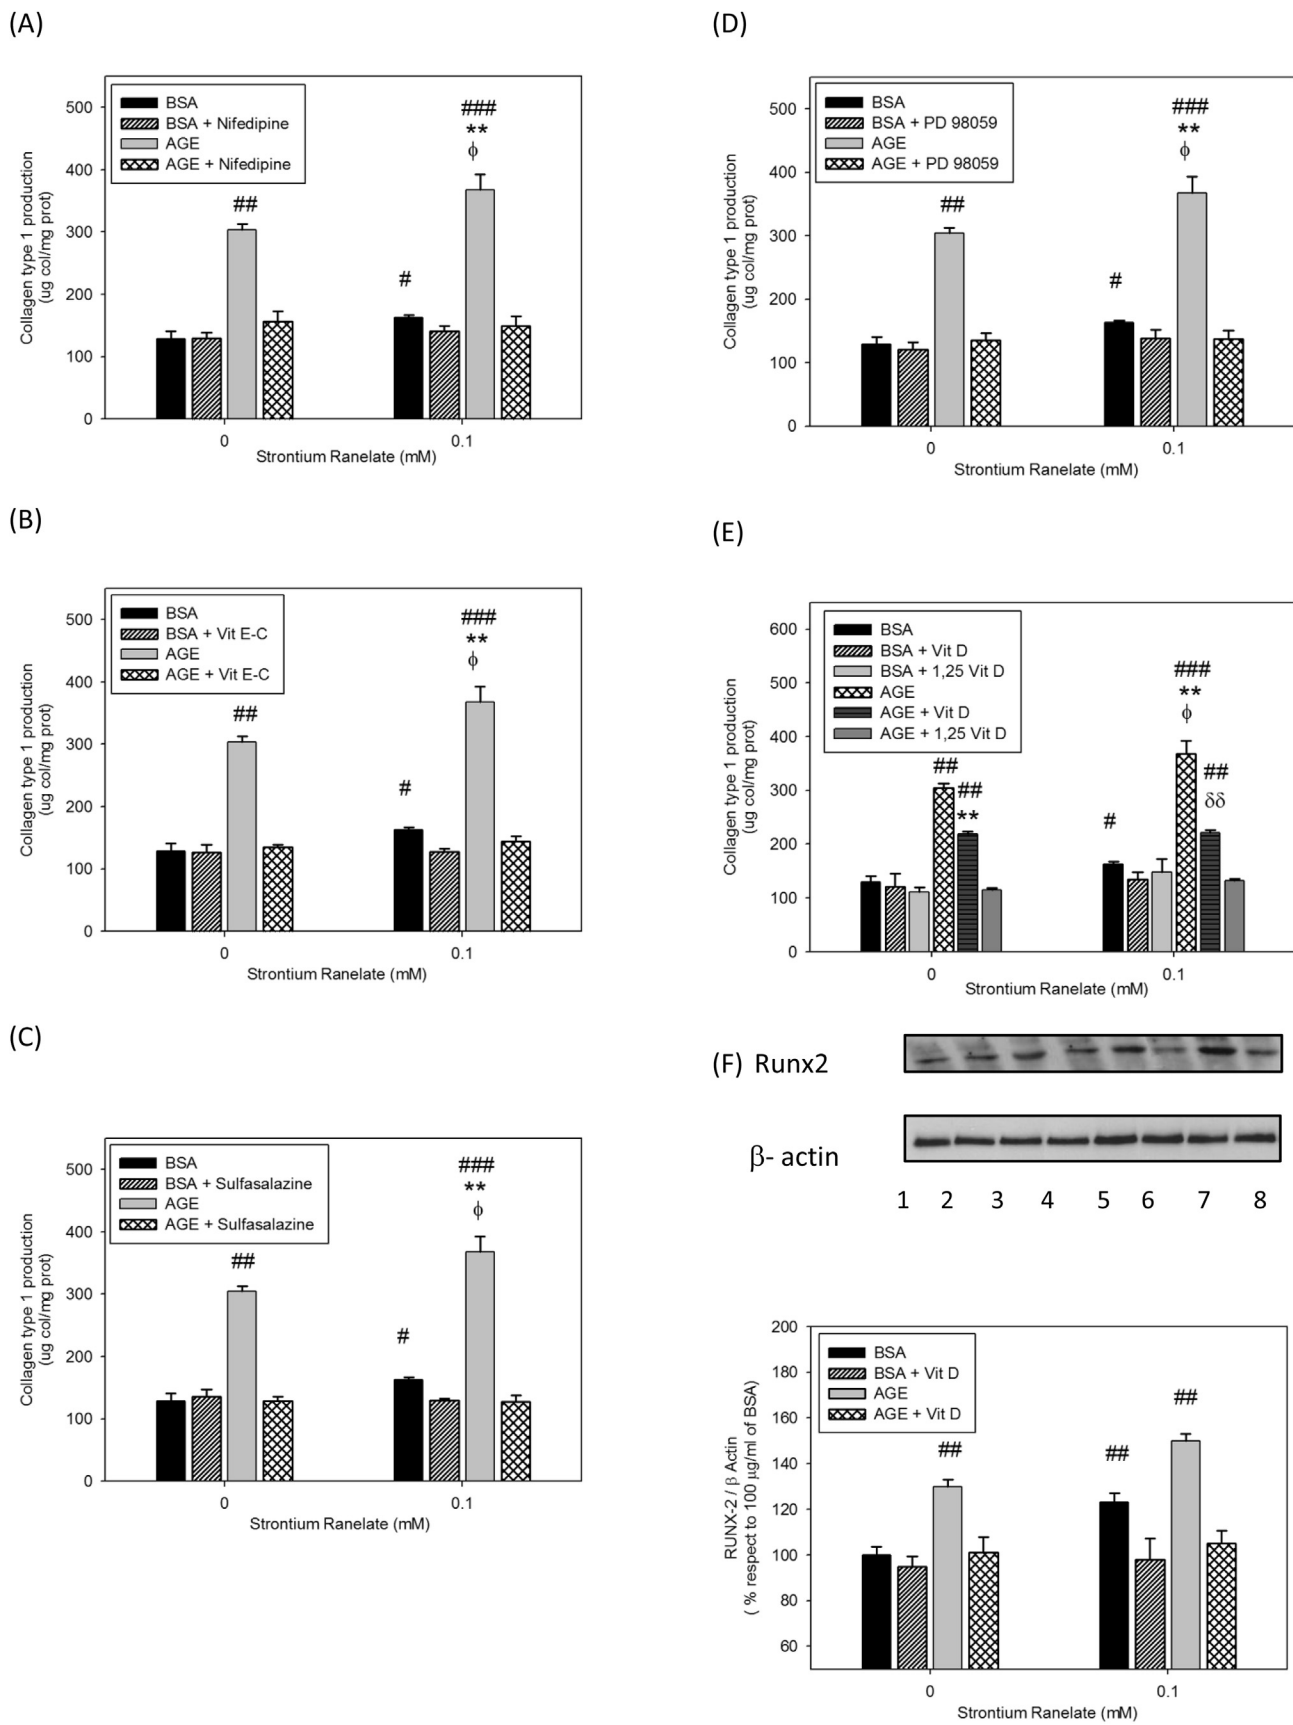 (A)
BSA
BSA + Nifedipine
AGE
AGE + Nifedipine
###
**
ϕ
##
#
Collagen type 1 production
(ug col/mg prot)
500
400
300
200
100
0
0
0.1
Strontium Ranelate (mM)
(B)
BSA
BSA + Vit E-C
AGE
AGE + Vit E-C
###
**
ϕ
##
#
Collagen type 1 production
(ug col/mg prot)
500
400
300
200
100
0
0
0.1
Strontium Ranelate (mM)
(C)
BSA
BSA + Sulfasalazine
AGE
AGE + Sulfasalazine
###
**
ϕ
##
#
Collagen type 1 production
(ug col/mg prot)
500
400
300
200
100
0
0
0.1
Strontium Ranelate (mM)
(D)
BSA
BSA + PD 98059
AGE
AGE + PD 98059
###
**
ϕ
##
#
Collagen type 1 production
(ug col/mg prot)
500
400
300
200
100
0
0
0.1
Strontium Ranelate (mM)
(E)
BSA
BSA + Vit D
BSA + 1,25 Vit D
AGE
AGE + Vit D
AGE + 1,25 Vit D
###
**
ϕ
##
##
**
##
δδ
#
Collagen type 1 production
(ug col/mg prot)
600
500
400
300
200
100
0
0
0.1
Strontium Ranelate (mM)
(F) Runx2
β- actin
1 2 3 4 5 6 7 8
BSA
BSA + Vit D
AGE
AGE + Vit D
##
##
##
RUNX-2 / β Actin
( % respect to 100 μg/ml of BSA)
200
180
160
140
120
100
80
60
0
0.1
Strontium Ranelate (mM)